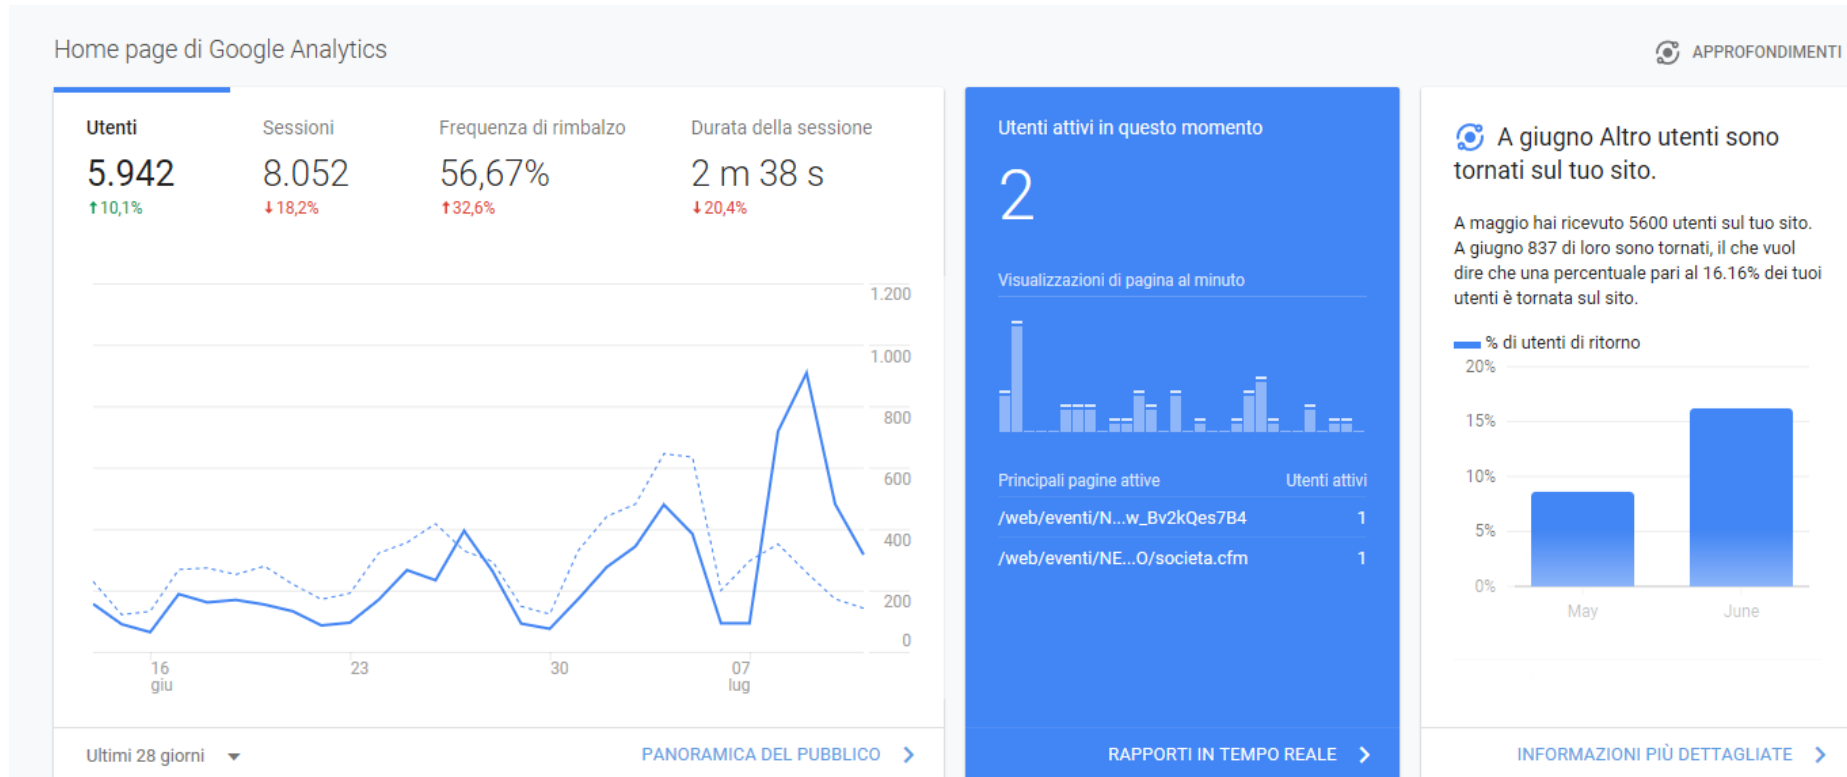 Home page di Google Analytics
APPROFONDIMENTI
Utenti
5.942
↑10,1%
Sessioni
8.052
↓18,2%
Frequenza di rimbalzo
56,67%
↑32,6%
Durata della sessione
2 m 38 s
↓20,4%
1.200
1.000
800
600
400
200
0
16
giu
23
30
07
lug
Ultimi 28 giorni
PANORAMICA DEL PUBBLICO
Utenti attivi in questo momento
2
Visualizzazioni di pagina al minuto
Principali pagine attive Utenti attivi
/web/eventi/N...w_Bv2kQes7B4 1
/web/eventi/NE...O/societa.cfm 1
RAPPORTI IN TEMPO REALE
A giugno Altro utenti sono
tornati sul tuo sito.
A maggio hai ricevuto 5600 utenti sul tuo sito.
A giugno 837 di loro sono tornati, il che vuol
dire che una percentuale pari al 16.16% dei tuoi
utenti è tornata sul sito.
% di utenti di ritorno
20%
15%
10%
5%
0%
May June
INFORMAZIONI PIÙ DETTAGLIATE